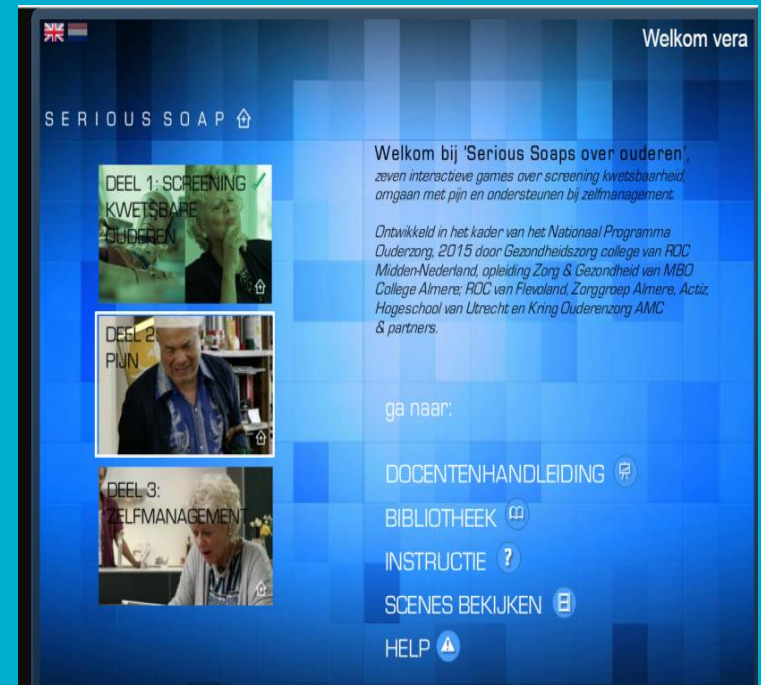 Welkom vera
SERIOUS SOAP
DEEL 1: SCREENING
KWETSBARE
OUDEREN
DEEL 2:
PIJN
DEEL 3:
ZELFMANAGEMENT
Welkom bij 'Serious Soaps over ouderen',
zeven interactieve games over screening kwetsbaarheid,
omgaan met pijn en ondersteunen bij zelfmanagement.
Ontwikkeld in het kader van het Nationaal Programma
Ouderzorg, 2015 door Gezondheidszorg college van ROC
Midden-Nederland, opleiding Zorg & Gezondheid van MBO
College Almere; ROC van Flevoland, Zorggroep Almere, Actiz,
Hogeschool van Utrecht en Kring Ouderenzorg AMC
& partners.
ga naar:
DOCENTENHANDLEIDING
BIBLIOTHEEK
INSTRUCTIE ?
SCENES BEKIJKEN
HELP